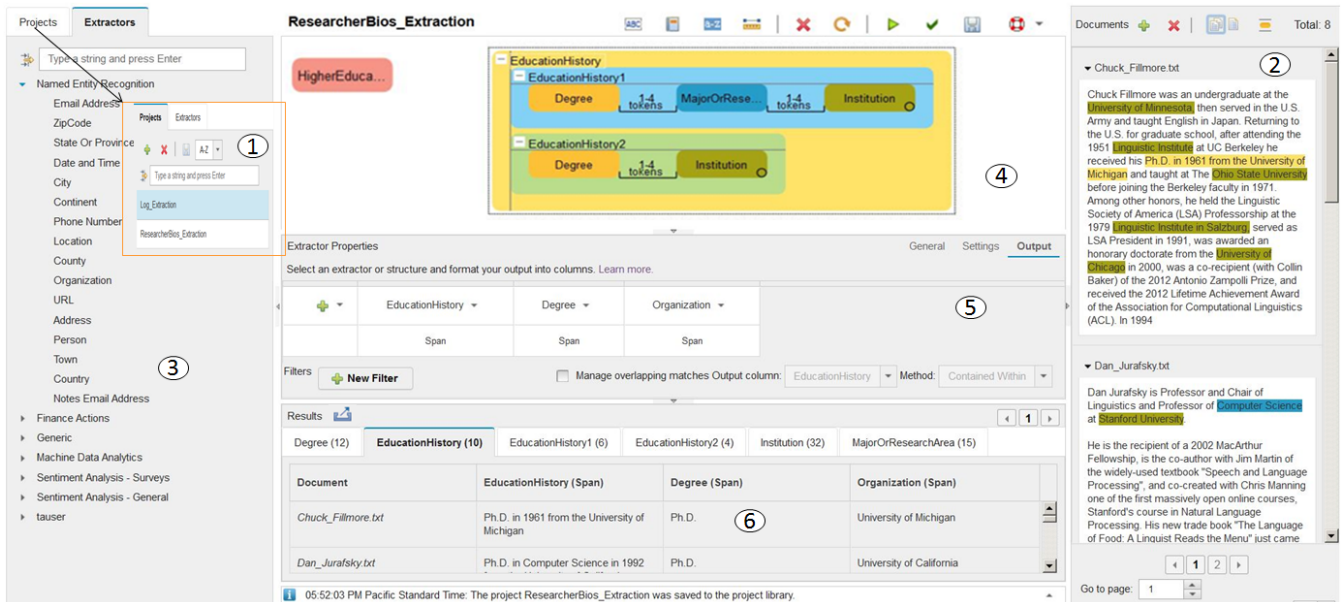 Projects
Extractors
Type a string and press Enter
Named Entity Recognition
Email Address
ZipCode
State Or Province
Date and Time
City
Continent
Phone Number
Location
County
Organization
URL
Address
Person
Town
Country
Notes Email Address
Finance Actions
Generic
Machine Data Analytics
Sentiment Analysis - Surveys
Sentiment Analysis - General
tauser
3
Projects
Extractors
1
A-Z
Type a string and press Enter
Log_Extraction
ResearcherBios_Extraction
ResearcherBios_Extraction
ABC
a-z
HigherEduca...
EducationHistory
EducationHistory1
Degree
1-4
tokens
MajorOrRese...
1-4
tokens
Institution
EducationHistory2
Degree
1-4
tokens
Institution
4
Extractor Properties
General
Settings
Output
Select an extractor or structure and format your output into columns. Learn more.
EducationHistory
Degree
Organization
Span
Span
Span
5
Filters
New Filter
Manage overlapping matches Output column:
EducationHistory
Method:
Contained Within
Results
1
Degree (12)
EducationHistory (10)
EducationHistory1 (6)
EducationHistory2 (4)
Institution (32)
MajorOrResearchArea (15)
Document
EducationHistory (Span)
Degree (Span)
Organization (Span)
Chuck_Fillmore.txt
Ph.D. in 1961 from the University of
Michigan
Ph.D.
University of Michigan
6
Dan_Jurafsky.txt
Ph.D. in Computer Science in 1992
Ph.D.
University of California
05:52:03 PM Pacific Standard Time: The project ResearcherBios_Extraction was saved to the project library.
Documents
Total: 8
2
Chuck_Fillmore.txt
Chuck Fillmore was an undergraduate at the
University of Minnesota, then served in the U.S.
Army and taught English in Japan. Returning to
the U.S. for graduate school, after attending the
1951 Linguistic Institute at UC Berkeley he
received his Ph.D. in 1961 from the University of
Michigan and taught at The Ohio State University
before joining the Berkeley faculty in 1971.
Among other honors, he held the Linguistic
Society of America (LSA) Professorship at the
1979 Linguistic Institute in Salzburg, served as
LSA President in 1991, was awarded an
honorary doctorate from the University of
Chicago in 2000, was a co-recipient (with Collin
Baker) of the 2012 Antonio Zampolli Prize, and
received the 2012 Lifetime Achievement Award
of the Association for Computational Linguistics
(ACL). In 1994
Dan_Jurafsky.txt
Dan Jurafsky is Professor and Chair of
Linguistics and Professor of Computer Science
at Stanford University.
He is the recipient of a 2002 MacArthur
Fellowship, is the co-author with Jim Martin of
the widely-used textbook "Speech and Language
Processing", and co-created with Chris Manning
one of the first massively open online courses,
Stanford's course in Natural Language
Processing. His new trade book "The Language
of Food: A Linguist Reads the Menu" just came
1
2
Go to page:
1